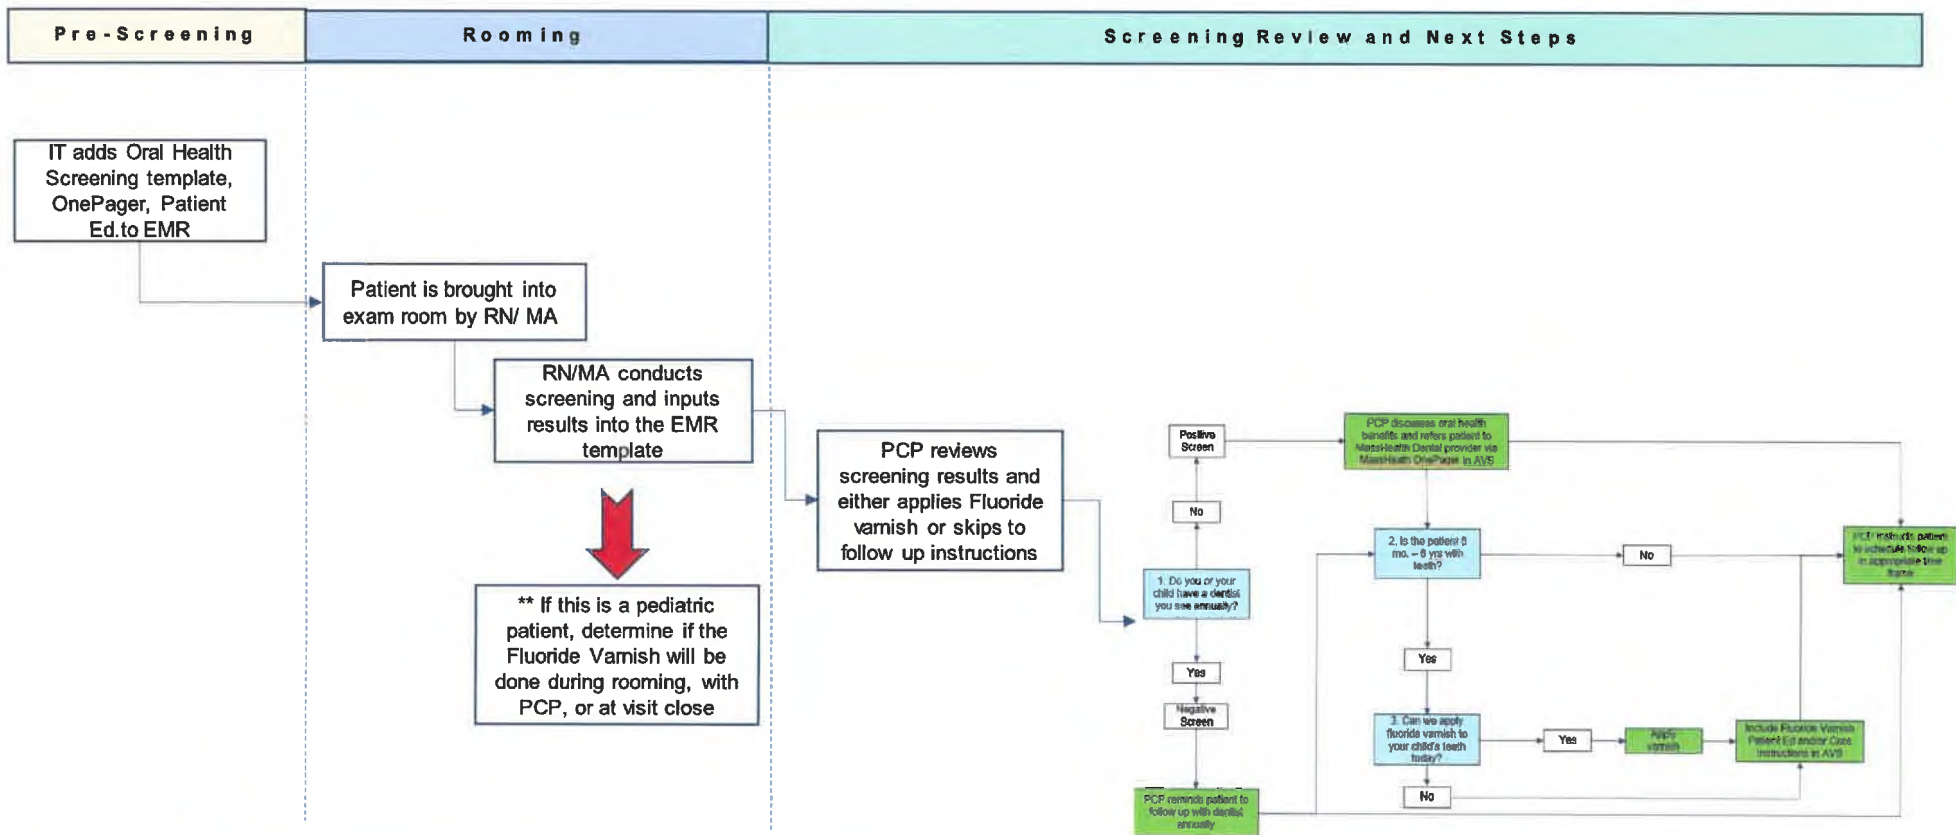 Pre-Screening
Rooming
Screening Review and Next Steps
IT adds Oral Health
Screening template,
OnePager, Patient
Ed.to EMR
Patient is brought into
exam room by RN/ MA
RN/MA conducts
screening and inputs
results into the EMR
template
** If this is a pediatric
patient, determine if the
Fluoride Varnish will be
done during rooming, with
PCP, or at visit close
PCP reviews
screening results and
either applies Fluoride
varnish or skips to
follow up instructions
Positive
Screen
No
1. Do you or your
child have a dentist
you see annually?
Yes
Negative
Screen
PCP reminds patient to
follow up with dentist
annually
PCP discusses oral health
benefits and refers patient to
MassHealth Dental provider via
MassHealth OnePager in AVS
2. Is the patient 6
mo. – 6 yrs with
teeth?
No
Yes
3. Can we apply
fluoride varnish to
your child's teeth
today?
Yes
No
Apply
varnish
Include Fluoride Varnish
Patient Ed and/or Care
Instructions in AVS
PCP instructs patient
to schedule follow up
in appropriate time
frame